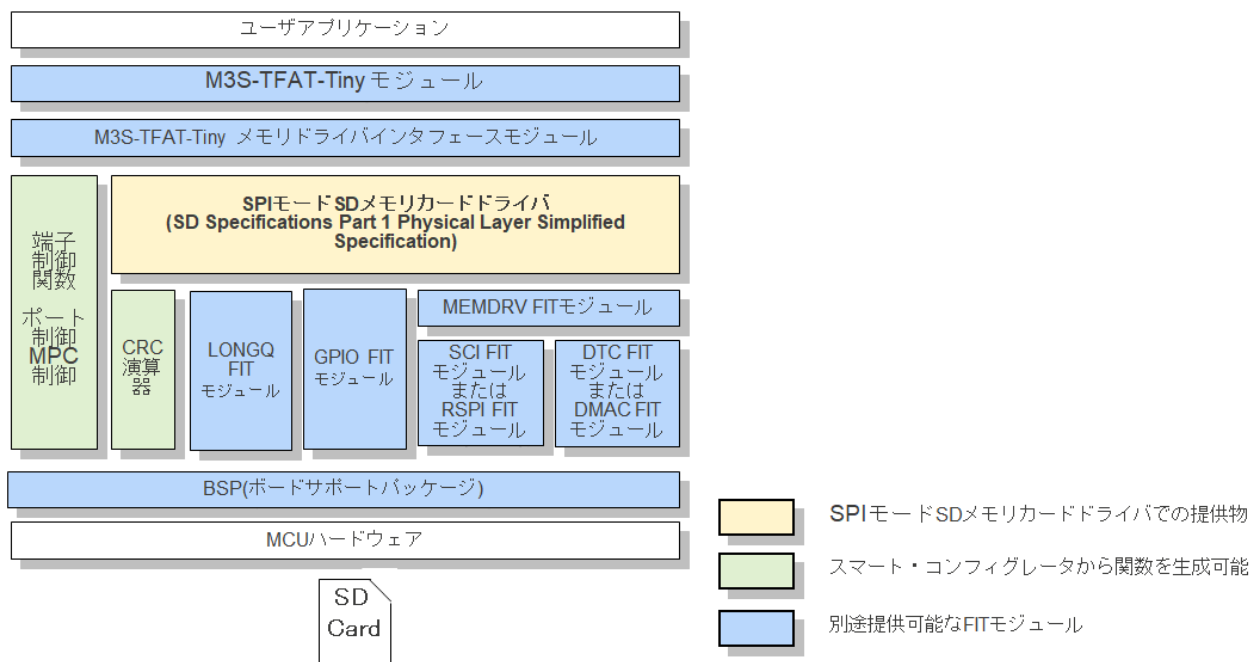 ユーザアプリケーション
M3S-TFAT-Tiny モジュール
M3S-TFAT-Tiny メモリドライバインタフェースモジュール
端子
制御
関数
ポート
制御
MPC
制御
SPIモードSDメモリカードドライバ
(SD Specifications Part 1 Physical Layer Simplified
Specification)
CRC
演算
器
LONGQ
FIT
モジュール
GPIO FIT
モジュール
MEMDRV FITモジュール
SCI FIT
モジュール
または
RSPI FIT
モジュール
DTC FIT
モジュール
または
DMAC FIT
モジュール
BSP(ボードサポートパッケージ)
MCUハードウェア
SD
Card
SPIモードSDメモリカードドライバでの提供物
スマート・コンフィグレータから関数を生成可能
別途提供可能なFITモジュール